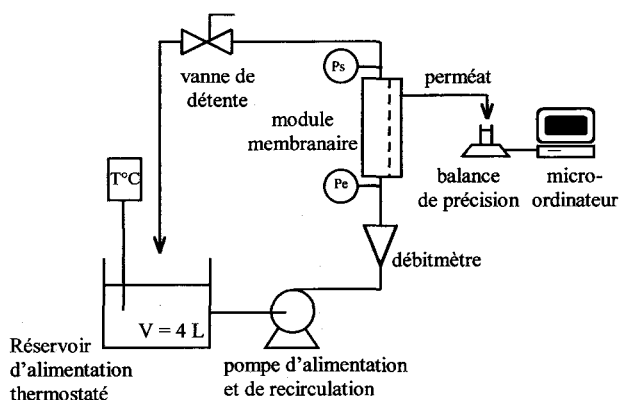 Ps
vanne de
détente
perméat
module
membranaire
Pe
T°C
balance
de précision
micro-
ordinateur
débitmètre
V = 4 L
Réservoir
d'alimentation
thermostaté
pompe d'alimentation
et de recirculation